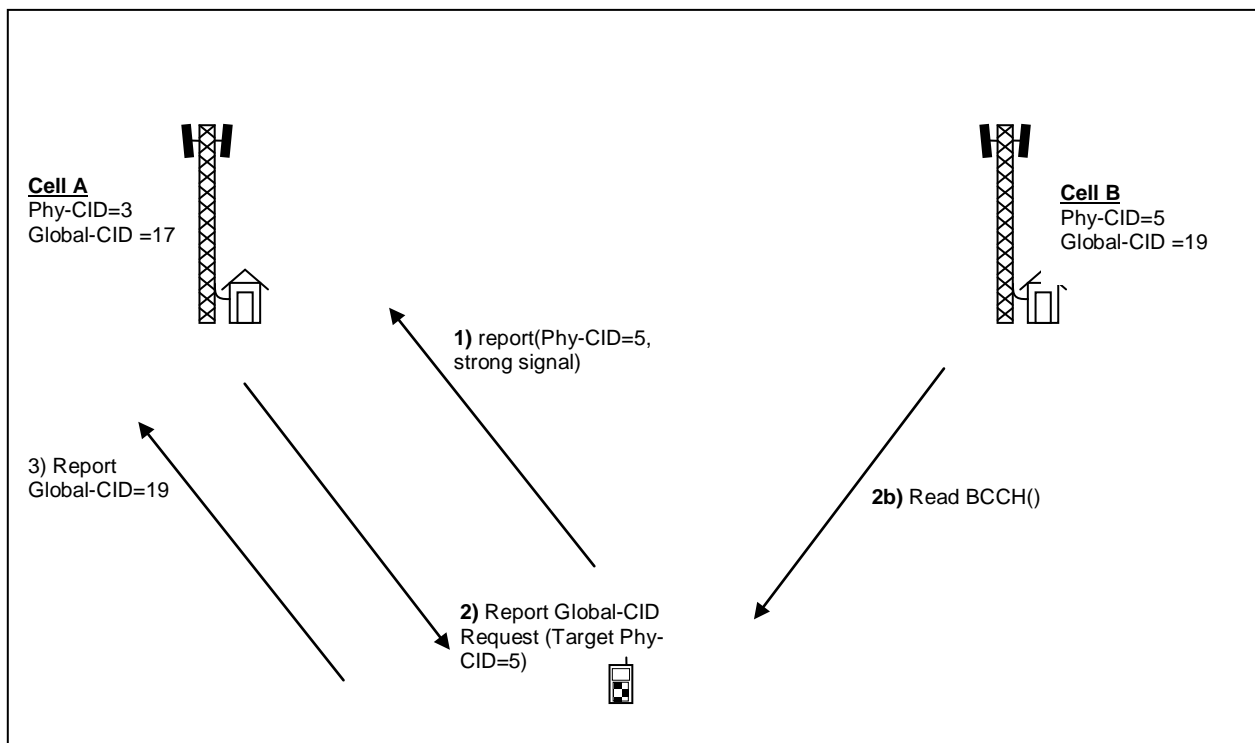 Cell A
Phy-CID=3
Global-CID =17
Cell B
Phy-CID=5
Global-CID =19
1) report(Phy-CID=5,
strong signal)
3) Report
Global-CID=19
2b) Read BCCH()
2) Report Global-CID
Request (Target Phy-
CID=5)